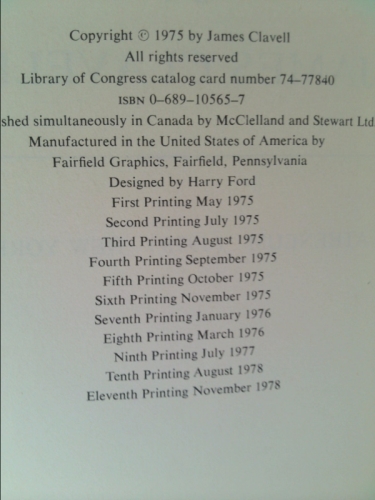 Copyright © 1975 by James Clavell
All rights reserved
Library of Congress catalog card number 74–77840
ISBN 0–689–10565–7
shed simultaneously in Canada by McClelland and Stewart Ltd
Manufactured in the United States of America by
Fairfield Graphics, Fairfield, Pennsylvania
Designed by Harry Ford
First Printing May 1975
Second Printing July 1975
Third Printing August 1975
Fourth Printing September 1975
Fifth Printing October 1975
Sixth Printing November 1975
Seventh Printing January 1976
Eighth Printing March 1976
Ninth Printing July 1977
Tenth Printing August 1978
Eleventh Printing November 1978